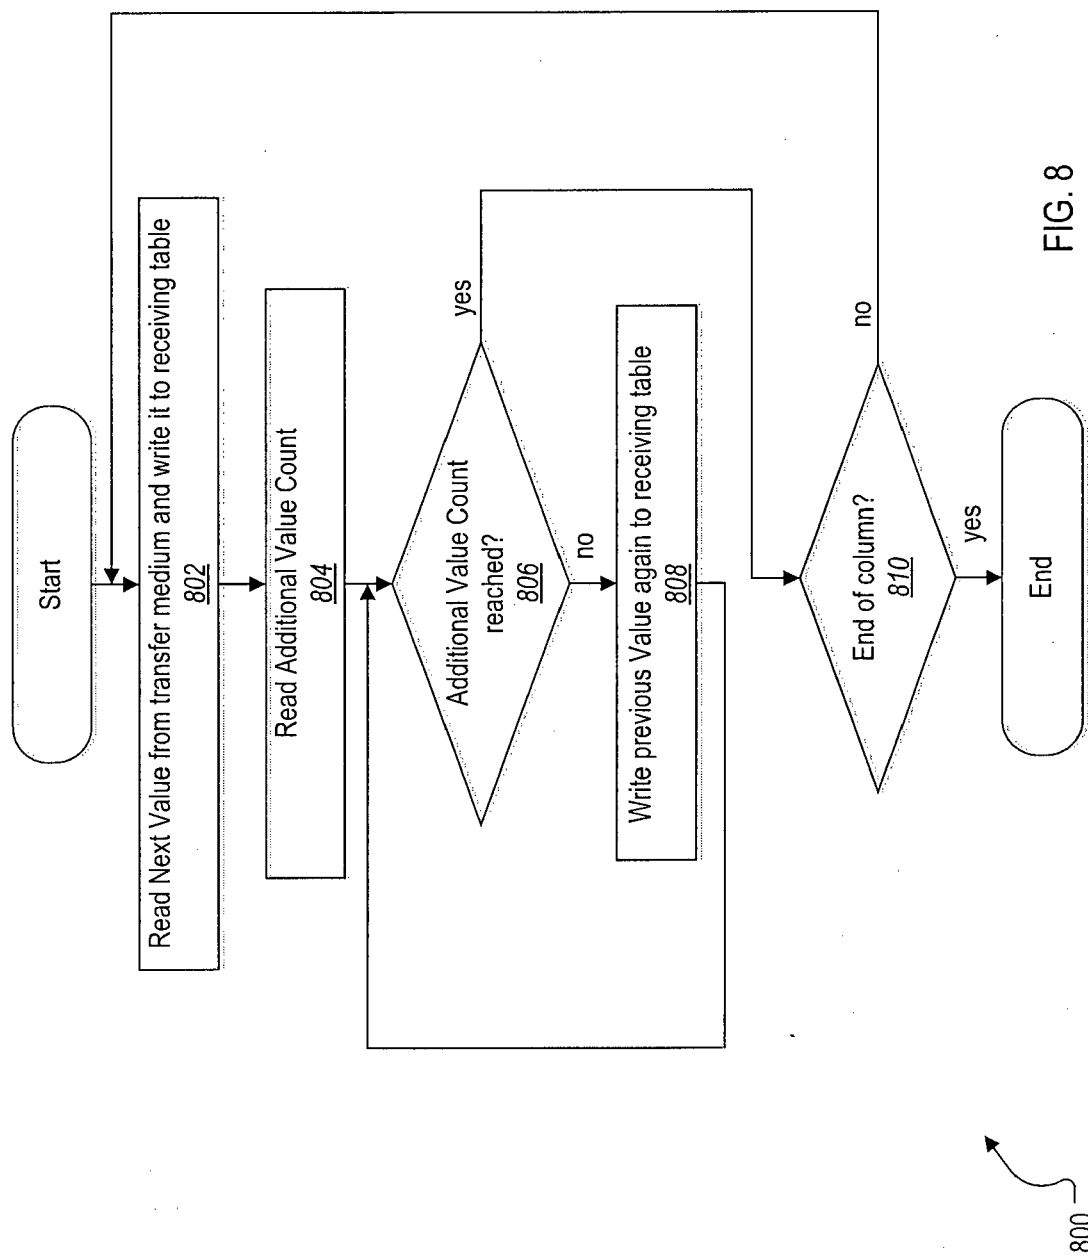 Start
Read Next Value from transfer medium and write it to receiving table
802
Read Additional Value Count
804
Additional Value Count
reached?
806
yes
no
Write previous Value again to receiving table
808
End of column?
810
no
yes
End
800
FIG. 8